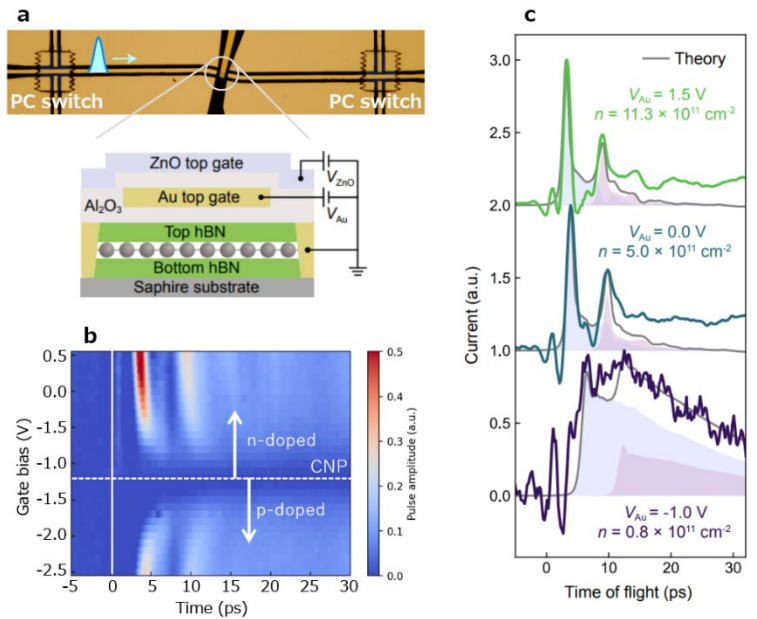 a
PC switch
PC switch
ZnO top gate
V_ZnO
Al₂O₃
Au top gate
V_Au
Top hBN
Bottom hBN
Saphire substrate
b
Gate bias (V)
0.5
0.0
-0.5
-1.0
-1.5
-2.0
-2.5
n-doped
CNP
p-doped
-5
0
5
10
15
20
25
30
Time (ps)
0.5
0.4
0.3
0.2
0.1
0.0
Pulse amplitude (a.u.)
c
Current (a.u.)
3.0
2.5
2.0
1.5
1.0
0.5
0.0
Theory
V_Au = 1.5 V
n = 11.3 × 10¹¹ cm⁻²
V_Au = 0.0 V
n = 5.0 × 10¹¹ cm⁻²
V_Au = -1.0 V
n = 0.8 × 10¹¹ cm⁻²
0
10
20
30
Time of flight (ps)